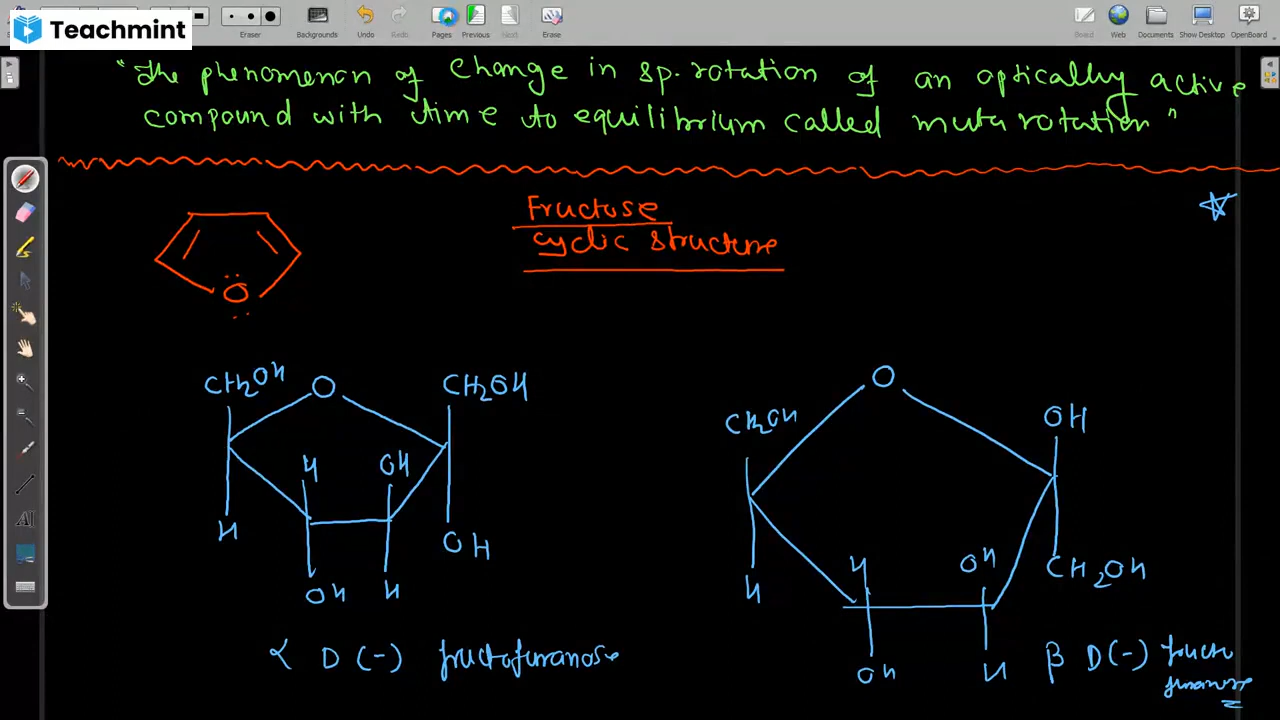 Teachmint
Eraser
Backgrounds
Undo
Redo
Pages
Previous
Next
Erase
Board
Web
Documents
Show Desktop
OpenBoard
"The phenomenon of change in sp. rotation of an optically active
compound with time to equilibrium called mutarotation"
Fructose
cyclic structure
O
CH2OH O CH2OH
H OH
H OH
OH H
α D (-) fructofuranose
O
CH2OH OH
H OH CH2OH
H
OH H
β D (-) fructo
furanose